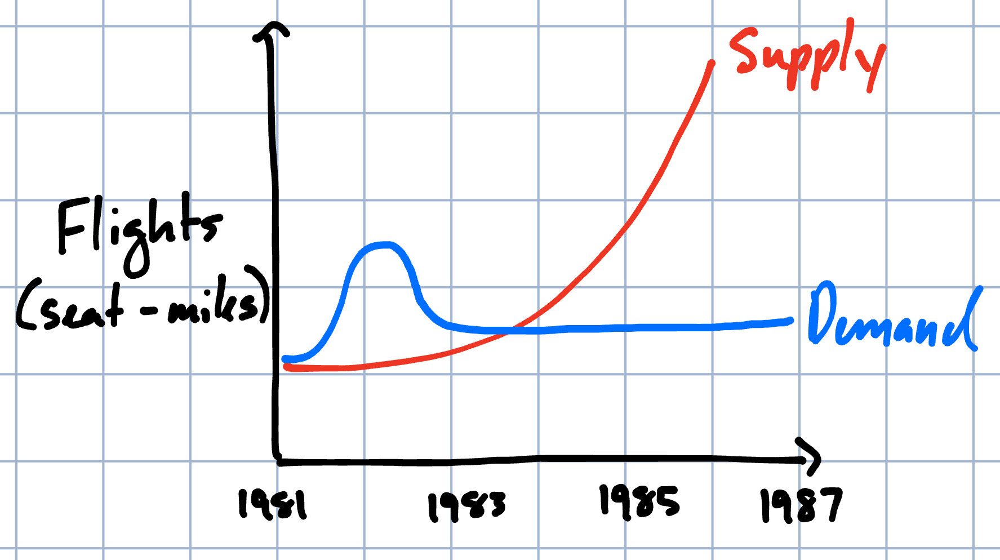 Supply
Flights
(seat-miles)
Demand
1981 1983 1985 1987